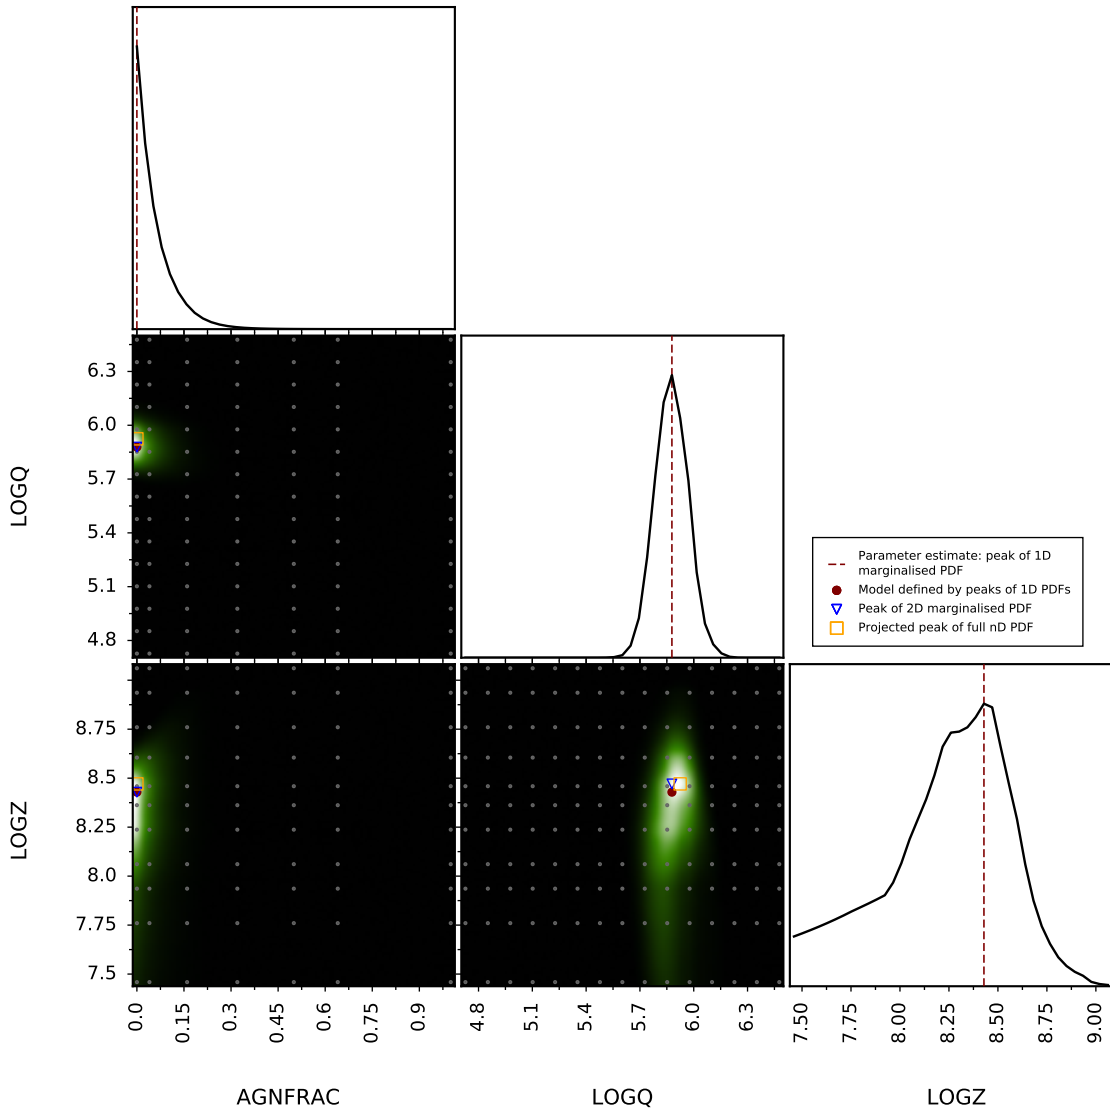 LOGQ
6.3
6.0
5.7
5.4
5.1
4.8
Parameter estimate: peak of 1D
marginalised PDF
Model defined by peaks of 1D PDFs
Peak of 2D marginalised PDF
Projected peak of full nD PDF
LOGZ
8.75
8.5
8.25
8.0
7.75
7.5
0.0 0.15 0.3 0.45 0.6 0.75 0.9
4.8 5.1 5.4 5.7 6.0 6.3
7.50 7.75 8.00 8.25 8.50 8.75 9.00
AGNFRAC LOGQ LOGZ